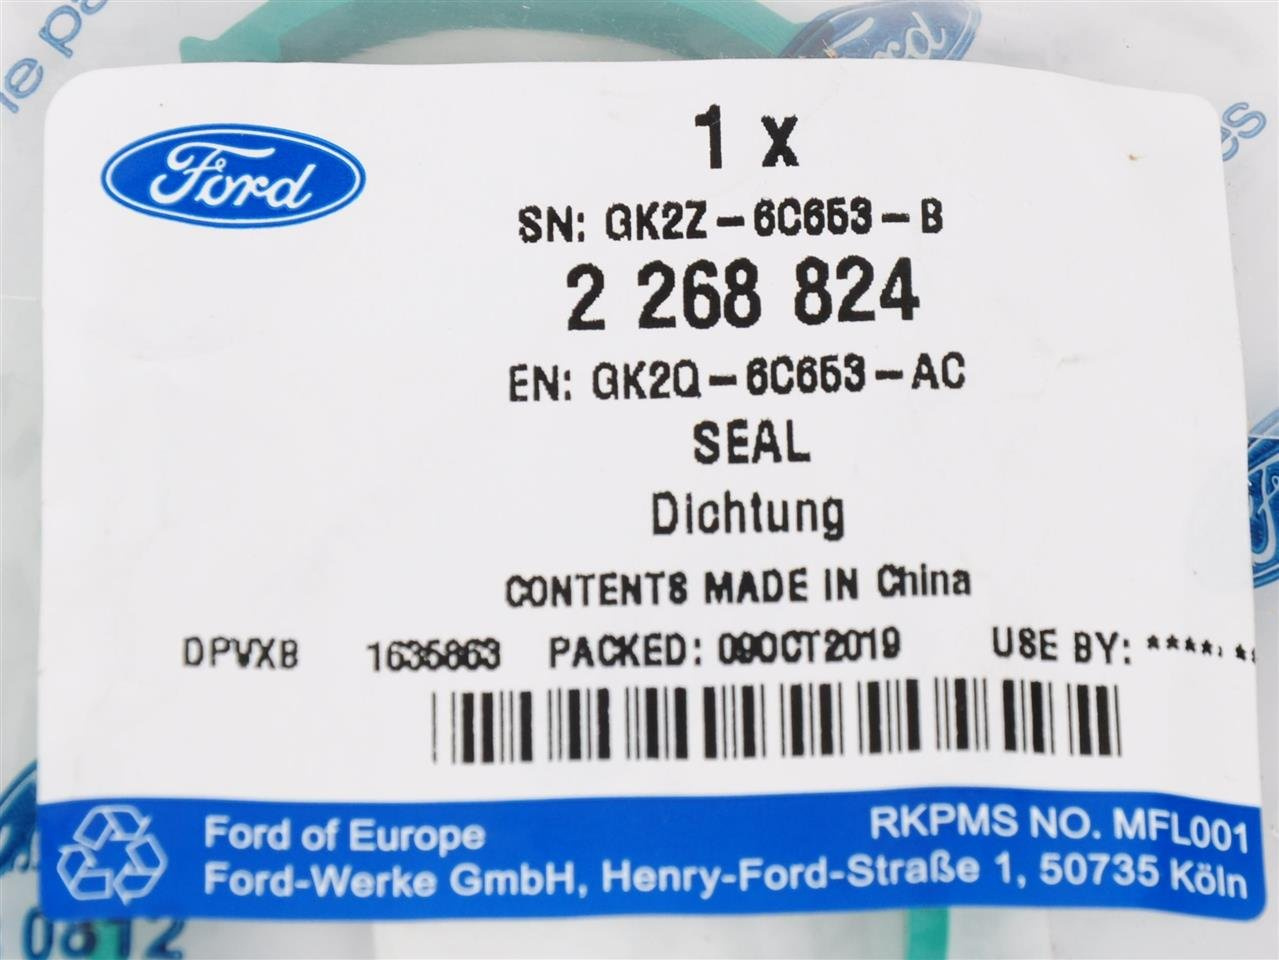 Ford
1 x
SN: GK2Z-6C653-B
2 268 824
EN: GK2Q-6C653-AC
SEAL
Dichtung
CONTENTS MADE IN China
DPVXB 1635863 PACKED: 09OCT2019 USE BY: ****. **
Ford of Europe RKPMS NO. MFL001
Ford-Werke GmbH, Henry-Ford-Straße 1, 50735 Köln
Ford